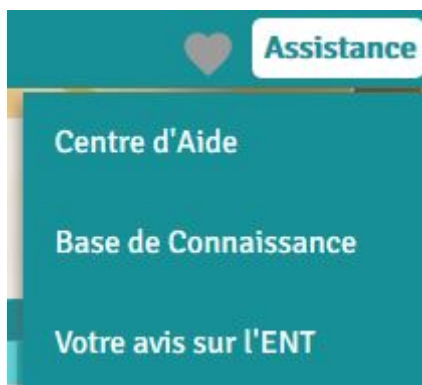 Assistance
Centre d'Aide
Base de Connaissance
Votre avis sur l'ENT